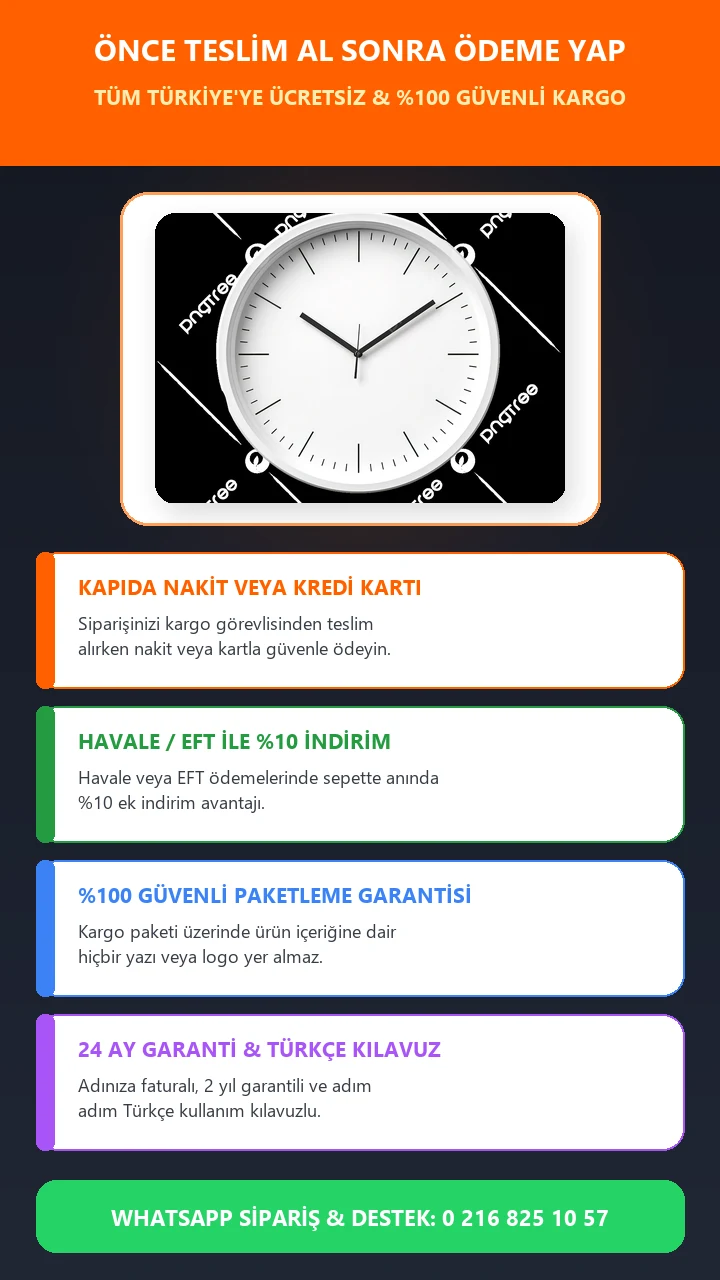 ÖNCE TESLİM AL SONRA ÖDEME YAP
TÜM TÜRKİYE'YE ÜCRETSİZ & %100 GÜVENLİ KARGO
pngtree
pngtree
KAPIDA NAKİT VEYA KREDİ KARTI
Siparişinizi kargo görevlisinden teslim
alırken nakit veya kartla güvenle ödeyin.
HAVALE / EFT İLE %10 İNDİRİM
Havale veya EFT ödemelerinde sepette anında
%10 ek indirim avantajı.
%100 GÜVENLİ PAKETLEME GARANTİSİ
Kargo paketi üzerinde ürün içeriğine dair
hiçbir yazı veya logo yer almaz.
24 AY GARANTİ & TÜRKÇE KILAVUZ
Adınıza faturalı, 2 yıl garantili ve adım
adım Türkçe kullanım kılavuzlu.
WHATSAPP SİPARİŞ & DESTEK: 0 216 825 10 57